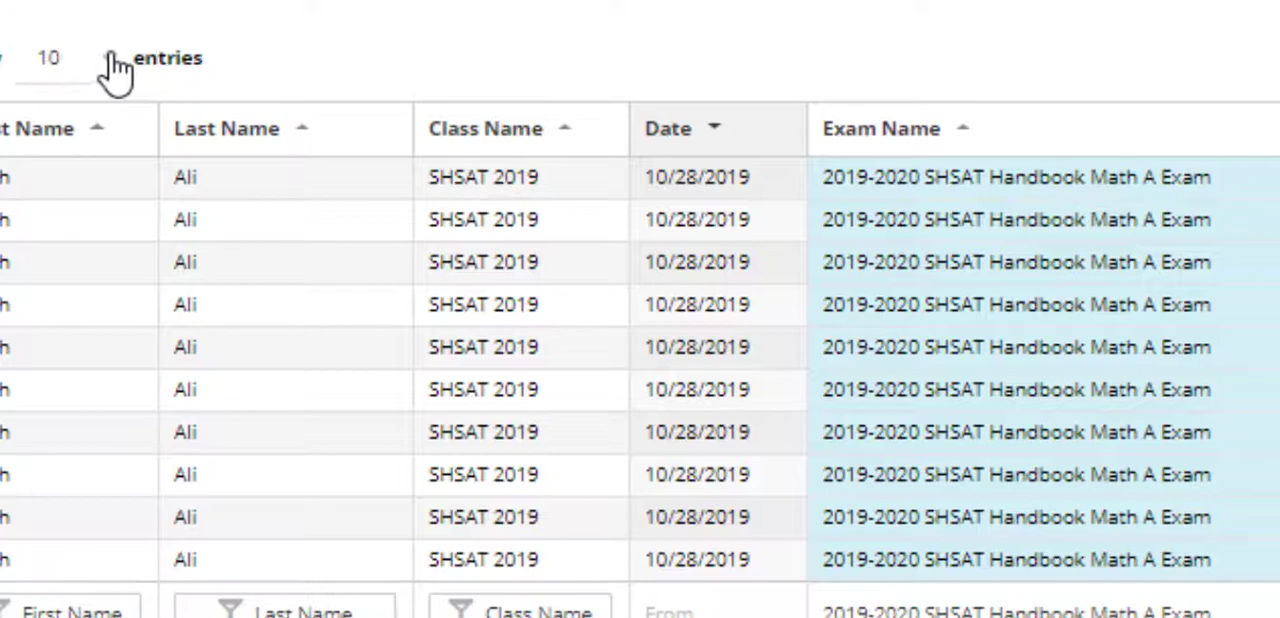 10 entries
t Name Last Name Class Name Date Exam Name
h Ali SHSAT 2019 10/28/2019 2019-2020 SHSAT Handbook Math A Exam
h Ali SHSAT 2019 10/28/2019 2019-2020 SHSAT Handbook Math A Exam
h Ali SHSAT 2019 10/28/2019 2019-2020 SHSAT Handbook Math A Exam
h Ali SHSAT 2019 10/28/2019 2019-2020 SHSAT Handbook Math A Exam
h Ali SHSAT 2019 10/28/2019 2019-2020 SHSAT Handbook Math A Exam
h Ali SHSAT 2019 10/28/2019 2019-2020 SHSAT Handbook Math A Exam
h Ali SHSAT 2019 10/28/2019 2019-2020 SHSAT Handbook Math A Exam
h Ali SHSAT 2019 10/28/2019 2019-2020 SHSAT Handbook Math A Exam
h Ali SHSAT 2019 10/28/2019 2019-2020 SHSAT Handbook Math A Exam
h Ali SHSAT 2019 10/28/2019 2019-2020 SHSAT Handbook Math A Exam
First Name Last Name Class Name From 2019-2020 SHSAT Handbook Math A Exam